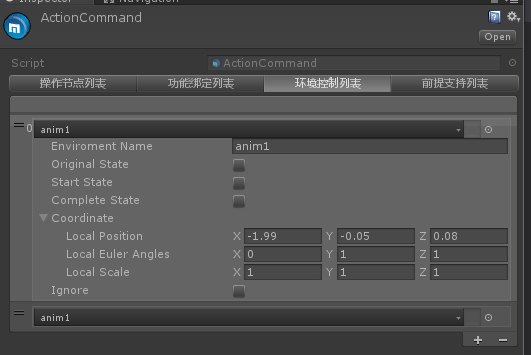 Inspector Navigation
ActionCommand
Open
Script ActionCommand
操作节点列表 功能绑定列表 环境控制列表 前提支持列表
0 anim1
Enviroment Name anim1
Original State
Start State
Complete State
Coordinate
Local Position X -1.99 Y -0.05 Z 0.08
Local Euler Angles X 0 Y 1 Z 1
Local Scale X 1 Y 1 Z 1
Ignore
anim1